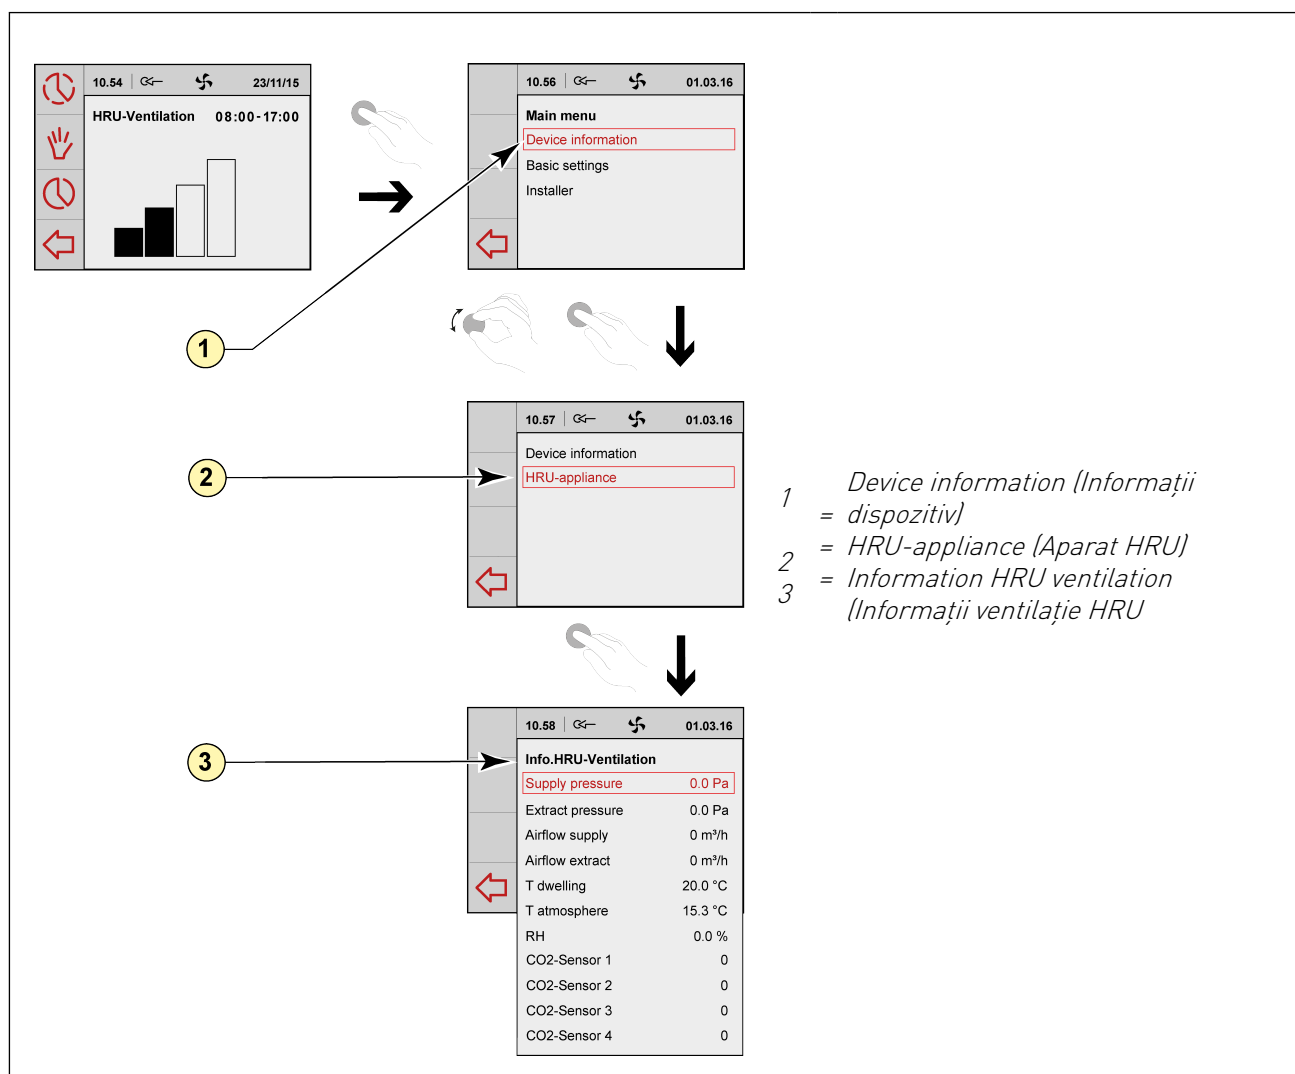 10.54 23/11/15
HRU-Ventilation 08:00-17:00
10.56 01.03.16
Main menu
Device information
Basic settings
Installer
1
10.57 01.03.16
Device information
HRU-appliance
2
1 = Device information (Informații
dispozitiv)
2 = HRU-appliance (Aparat HRU)
3 = Information HRU ventilation
(Informații ventilație HRU
10.58 01.03.16
Info.HRU-Ventilation
3
Supply pressure 0.0 Pa
Extract pressure 0.0 Pa
Airflow supply 0 m³/h
Airflow extract 0 m³/h
T dwelling 20.0 °C
T atmosphere 15.3 °C
RH 0.0 %
CO2-Sensor 1 0
CO2-Sensor 2 0
CO2-Sensor 3 0
CO2-Sensor 4 0